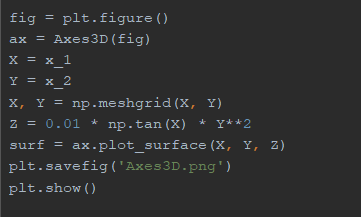 fig = plt.figure()
ax = Axes3D(fig)
X = x_1
Y = x_2
X, Y = np.meshgrid(X, Y)
Z = 0.01 * np.tan(X) * Y**2
surf = ax.plot_surface(X, Y, Z)
plt.savefig('Axes3D.png')
plt.show()